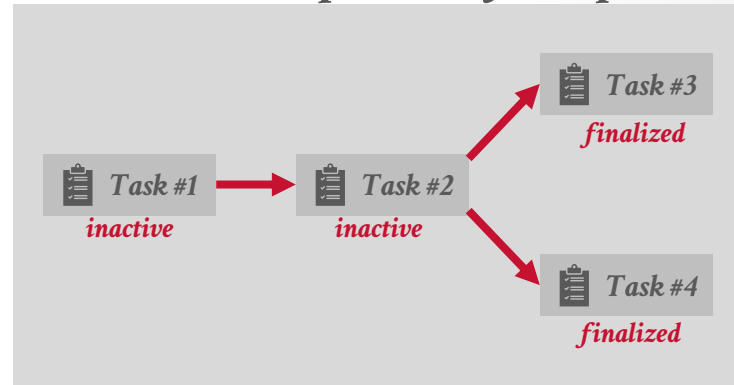 Task #3
finalized
Task #1
inactive
Task #2
inactive
Task #4
finalized